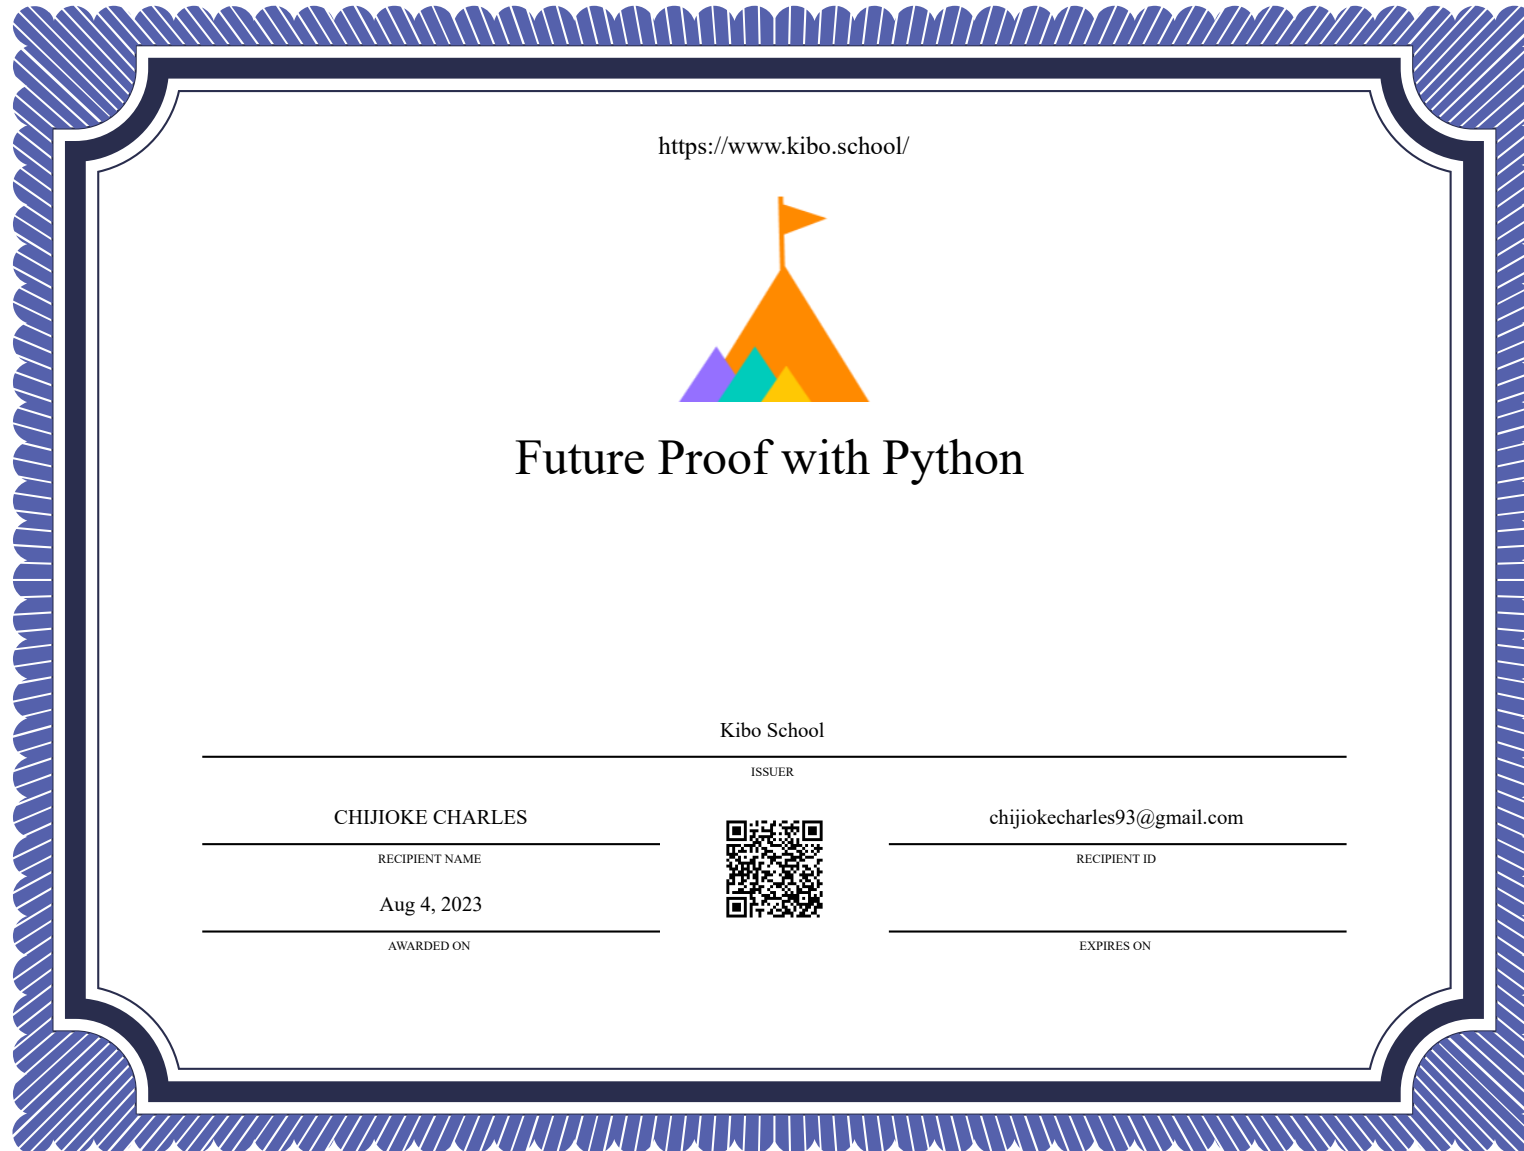 https://www.kibo.school/
Future Proof with Python
Kibo School
ISSUER
CHIJIOKE CHARLES
RECIPIENT NAME
chijiokecharles93@gmail.com
RECIPIENT ID
Aug 4, 2023
AWARDED ON
EXPIRES ON